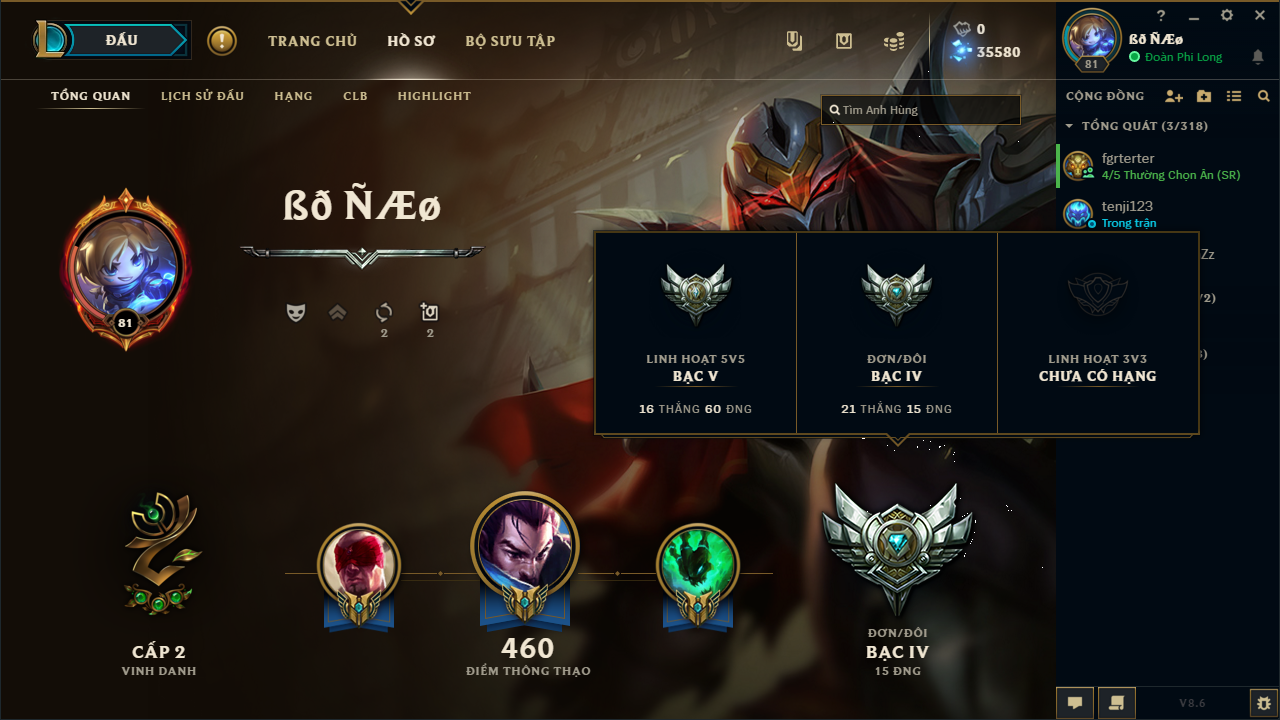 ĐẤU
TRANG CHỦ
HỒ SƠ
BỘ SƯU TẬP
0
35580
ßð ÑÆø
Đoàn Phi Long
81
TỔNG QUAN
LỊCH SỬ ĐẤU
HẠNG
CLB
HIGHLIGHT
Tìm Anh Hùng
CỘNG ĐỒNG
TỔNG QUÁT (3/318)
fgrterter
4/5 Thường Chọn Ẩn (SR)
tenji123
Trong trận
Zz
/2)
)
ßð ÑÆø
81
2
2
LINH HOẠT 5V5
BẠC V
16 THẮNG 60 ĐNG
ĐƠN/ĐÔI
BẠC IV
21 THẮNG 15 ĐNG
LINH HOẠT 3V3
CHƯA CÓ HẠNG
CẤP 2
VINH DANH
460
ĐIỂM THÔNG THẠO
ĐƠN/ĐÔI
BẠC IV
15 ĐNG
V8.6